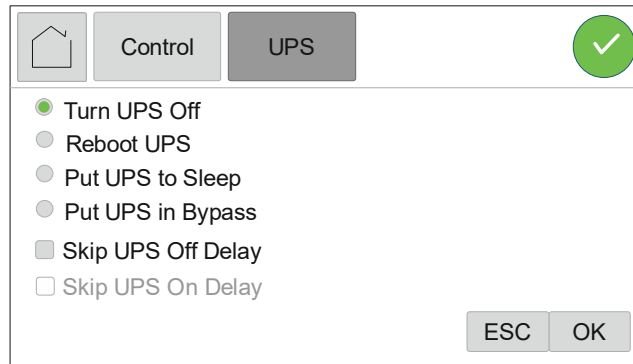 Control UPS
Turn UPS Off
Reboot UPS
Put UPS to Sleep
Put UPS in Bypass
Skip UPS Off Delay
Skip UPS On Delay
ESC OK